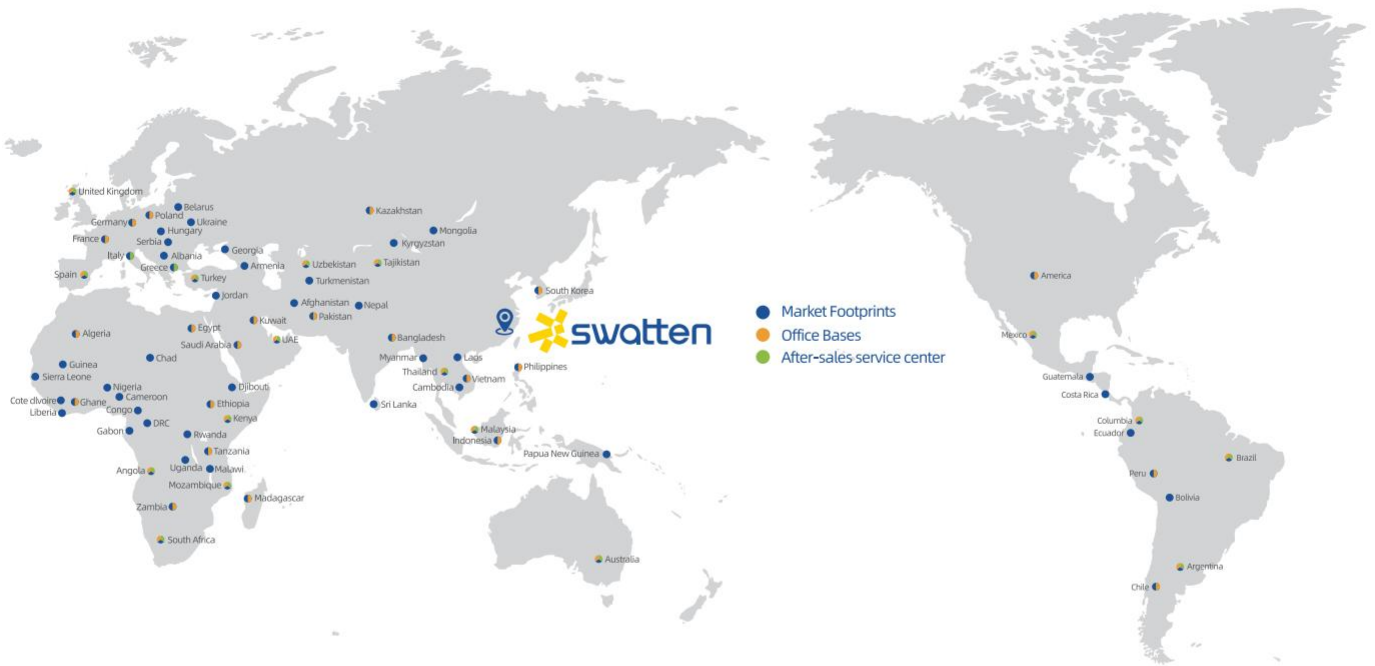 United Kingdom
Belarus
Poland
Germany
Ukraine
Hungary
France
Serbia
Georgia
Italy
Albania
Armenia
Greece
Spain
Turkey
Jordan
Kazakhstan
Mongolia
Kyrgyzstan
Uzbekistan
Tajikistan
Turkmenistan
Afghanistan
Nepal
Pakistan
South Korea
swatten
Market Footprints
Office Bases
After-sales service center
Algeria
Egypt
Kuwait
Saudi Arabia
UAE
Bangladesh
Chad
Guinea
Sierra Leone
Nigeria
Djibouti
Cameroon
Cote dIvoire
Ghane
Ethiopia
Liberia
Congo
Kenya
DRC
Gabon
Rwanda
Tanzania
Uganda
Malawi
Angola
Mozambique
Madagascar
Zambia
South Africa
Myanmar
Laos
Thailand
Philippines
Vietnam
Cambodia
Sri Lanka
Malaysia
Indonesia
Papua New Guinea
Australia
America
Mexico
Guatemala
Costa Rica
Columbia
Ecuador
Brazil
Peru
Bolivia
Argentina
Chile